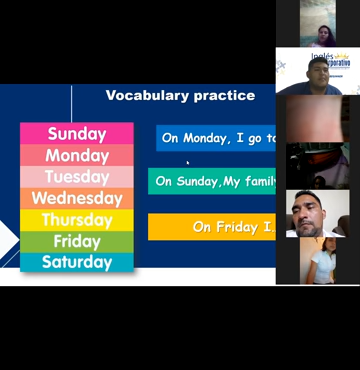 Vocabulary practice
Sunday
Monday
Tuesday
Wednesday
Thursday
Friday
Saturday
On Monday, I go to
On Sunday,My family
On Friday I..
Inglés